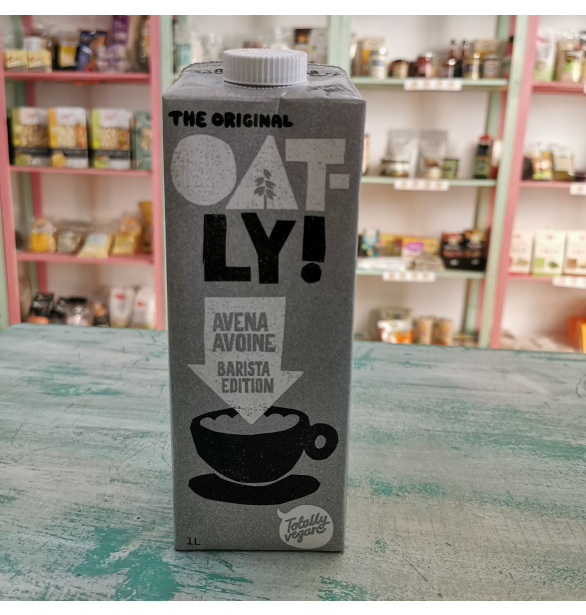 THE ORIGINAL
OAT-
LY!
AVENA
AVOINE
BARISTA
EDITION
Totally
vegan
1L